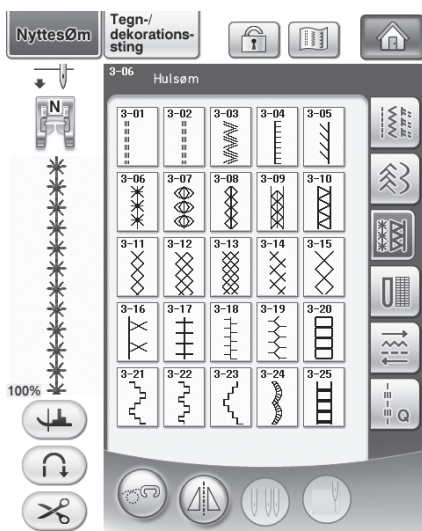 NyttesØm
Tegn-/
dekorations-
sting
3-06
Hulsøm
N
3-01 3-02 3-03 3-04 3-05
3-06 3-07 3-08 3-09 3-10
3-11 3-12 3-13 3-14 3-15
3-16 3-17 3-18 3-19 3-20
3-21 3-22 3-23 3-24 3-25
100%
Q